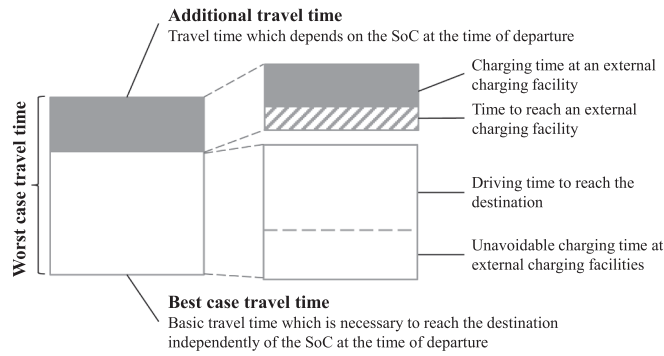 Additional travel time
Travel time which depends on the SoC at the time of departure
Charging time at an external
charging facility
Time to reach an external
charging facility
Worst case travel time
Driving time to reach the
destination
Unavoidable charging time at
external charging facilities
Best case travel time
Basic travel time which is necessary to reach the destination
independently of the SoC at the time of departure